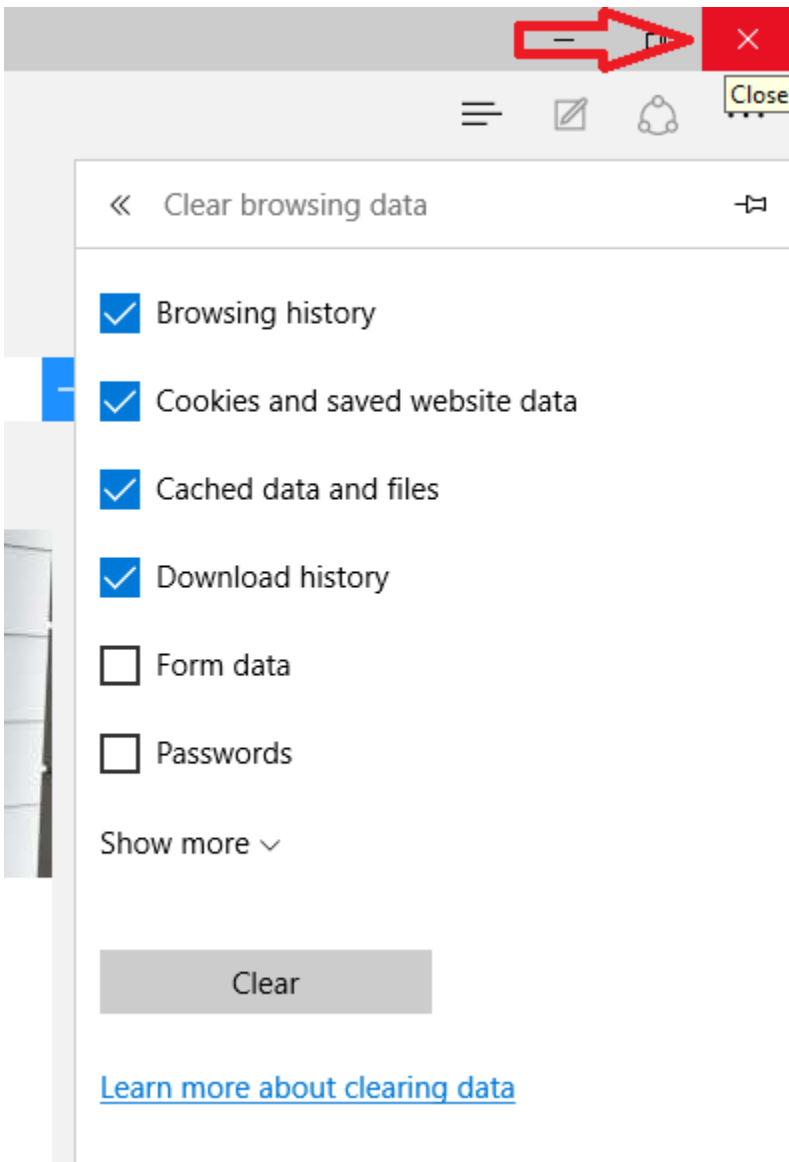 Close
Clear browsing data
Browsing history
Cookies and saved website data
Cached data and files
Download history
Form data
Passwords
Show more
Clear
Learn more about clearing data